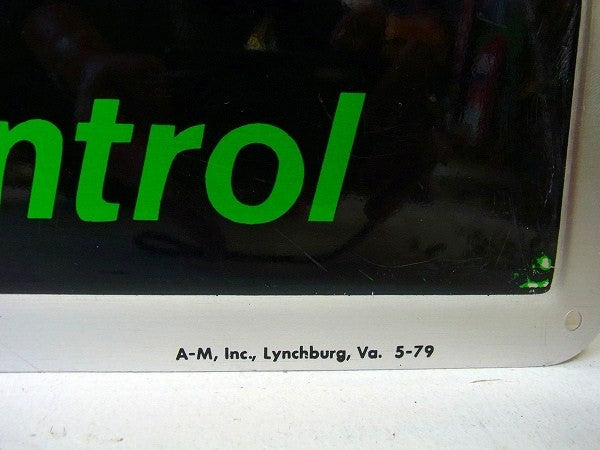 ntrol
A-M, Inc., Lynchburg, Va. 5-79